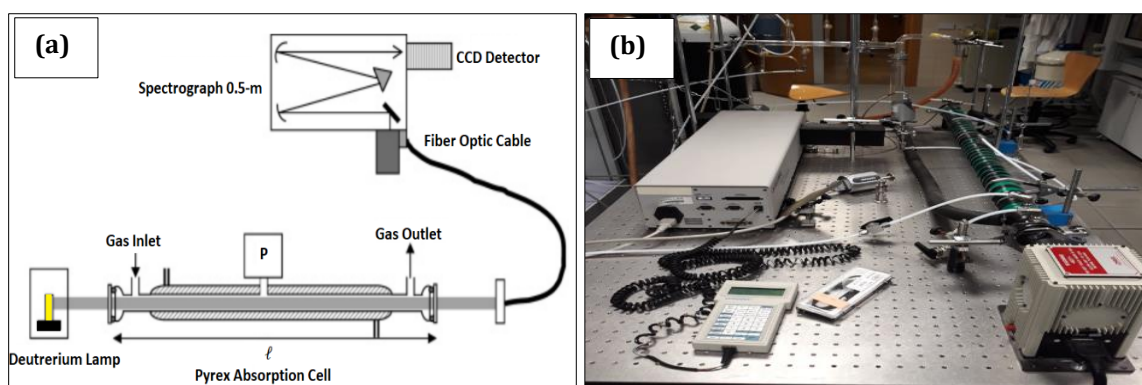 (a)
CCD Detector
Spectrograph 0.5-m
Fiber Optic Cable
Gas Inlet
P
Gas Outlet
Deutrerium Lamp
ℓ
Pyrex Absorption Cell
(b)